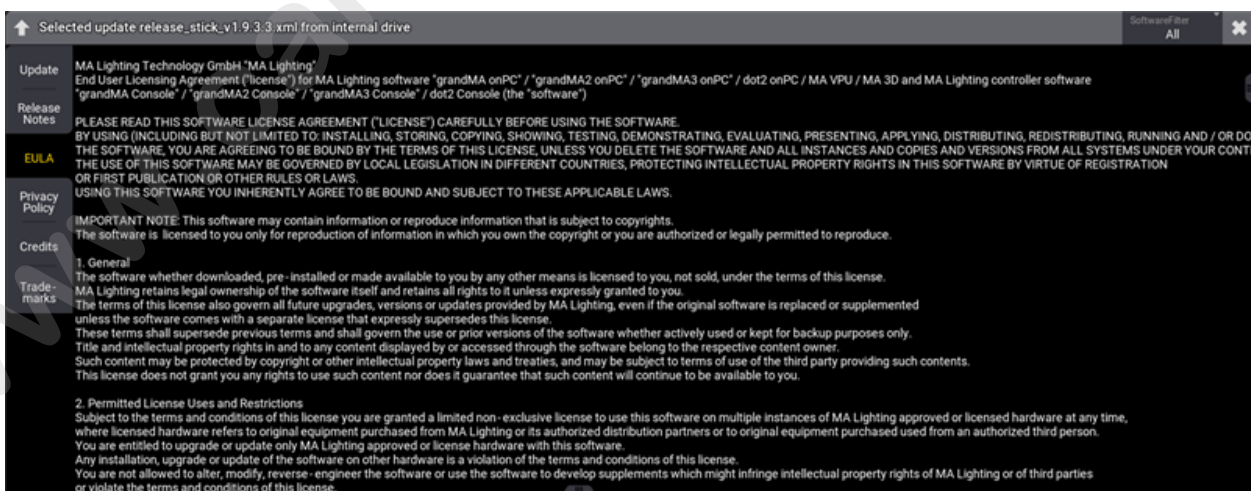 Selected update release_stick_v1.9.3.3.xml from internal drive
SoftwareFilter
All
Update
Release
Notes
EULA
Privacy
Policy
Credits
Trade-
marks
MA Lighting Technology GmbH "MA Lighting"
End User Licensing Agreement ("license") for MA Lighting software "grandMA onPC" / "grandMA2 onPC" / "grandMA3 onPC" / dot2 onPC / MA VPU / MA 3D and MA Lighting controller software
"grandMA Console" / "grandMA2 Console" / "grandMA3 Console" / dot2 Console (the "software")
PLEASE READ THIS SOFTWARE LICENSE AGREEMENT ("LICENSE") CAREFULLY BEFORE USING THE SOFTWARE.
BY USING (INCLUDING BUT NOT LIMITED TO: INSTALLING, STORING, COPYING, SHOWING, TESTING, DEMONSTRATING, EVALUATING, PRESENTING, APPLYING, DISTRIBUTING, REDISTRIBUTING, RUNNING AND / OR DO
THE SOFTWARE, YOU ARE AGREEING TO BE BOUND BY THE TERMS OF THIS LICENSE, UNLESS YOU DELETE THE SOFTWARE AND ALL INSTANCES AND COPIES AND VERSIONS FROM ALL SYSTEMS UNDER YOUR CONT
THE USE OF THIS SOFTWARE MAY BE GOVERNED BY LOCAL LEGISLATION IN DIFFERENT COUNTRIES, PROTECTING INTELLECTUAL PROPERTY RIGHTS IN THIS SOFTWARE BY VIRTUE OF REGISTRATION
OR FIRST PUBLICATION OR OTHER RULES OR LAWS.
USING THIS SOFTWARE YOU INHERENTLY AGREE TO BE BOUND AND SUBJECT TO THESE APPLICABLE LAWS.
IMPORTANT NOTE: This software may contain information or reproduce information that is subject to copyrights.
The software is licensed to you only for reproduction of information in which you own the copyright or you are authorized or legally permitted to reproduce.
1. General
The software whether downloaded, pre-installed or made available to you by any other means is licensed to you, not sold, under the terms of this license.
MA Lighting retains legal ownership of the software itself and retains all rights to it unless expressly granted to you.
The terms of this license also govern all future upgrades, versions or updates provided by MA Lighting, even if the original software is replaced or supplemented
unless the software comes with a separate license that expressly supersedes this license.
These terms shall supersede previous terms and shall govern the use or prior versions of the software whether actively used or kept for backup purposes only.
Title and intellectual property rights in and to any content displayed by or accessed through the software belong to the respective content owner.
Such content may be protected by copyright or other intellectual property laws and treaties, and may be subject to terms of use of the third party providing such contents.
This license does not grant you any rights to use such content nor does it guarantee that such content will continue to be available to you.
2. Permitted License Uses and Restrictions
Subject to the terms and conditions of this license you are granted a limited non-exclusive license to use this software on multiple instances of MA Lighting approved or licensed hardware at any time,
where licensed hardware refers to original equipment purchased from MA Lighting or its authorized distribution partners or to original equipment purchased used from an authorized third person.
You are entitled to upgrade or update only MA Lighting approved or license hardware with this software.
Any installation, upgrade or update of the software on other hardware is a violation of the terms and conditions of this license.
You are not allowed to alter, modify, reverse-engineer the software or use the software to develop supplements which might infringe intellectual property rights of MA Lighting or of third parties
or violate the terms and conditions of this license.